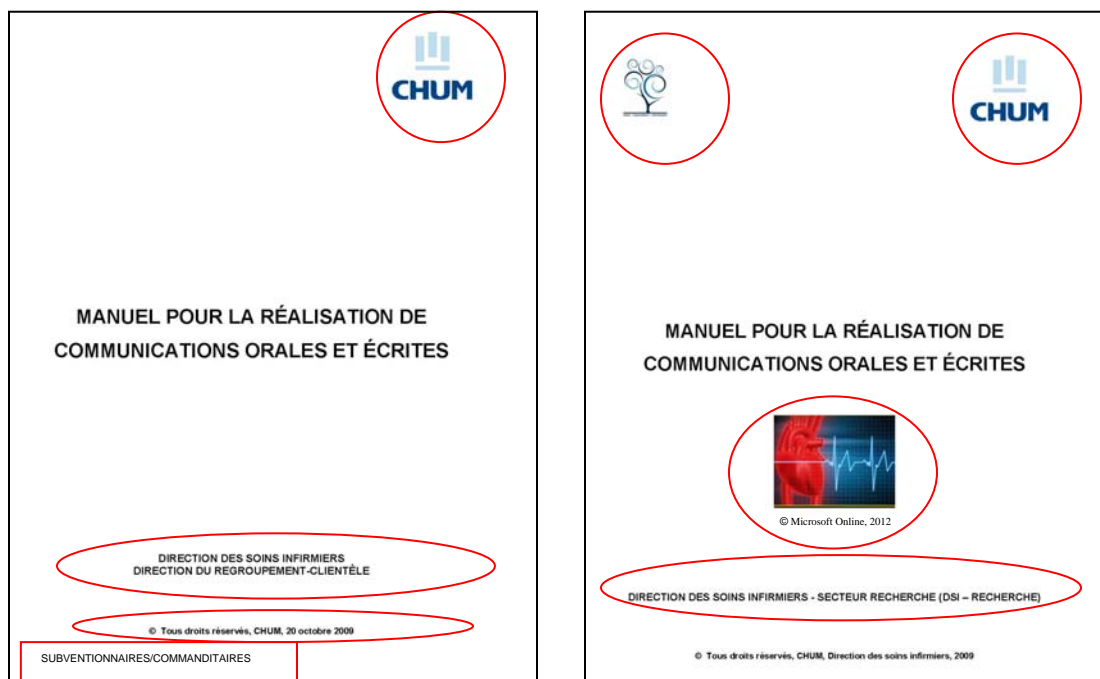 CHUM
MANUEL POUR LA RÉALISATION DE
COMMUNICATIONS ORALES ET ÉCRITES
DIRECTION DES SOINS INFIRMIERS
DIRECTION DU REGROUPEMENT-CLIENTÈLE
© Tous droits réservés, CHUM, 20 octobre 2009
SUBVENTIONNAIRES/COMMANDITAIRES
CHUM
MANUEL POUR LA RÉALISATION DE
COMMUNICATIONS ORALES ET ÉCRITES
© Microsoft Online, 2012
DIRECTION DES SOINS INFIRMIERS - SECTEUR RECHERCHE (DSI – RECHERCHE)
© Tous droits réservés, CHUM, Direction des soins infirmiers, 2009